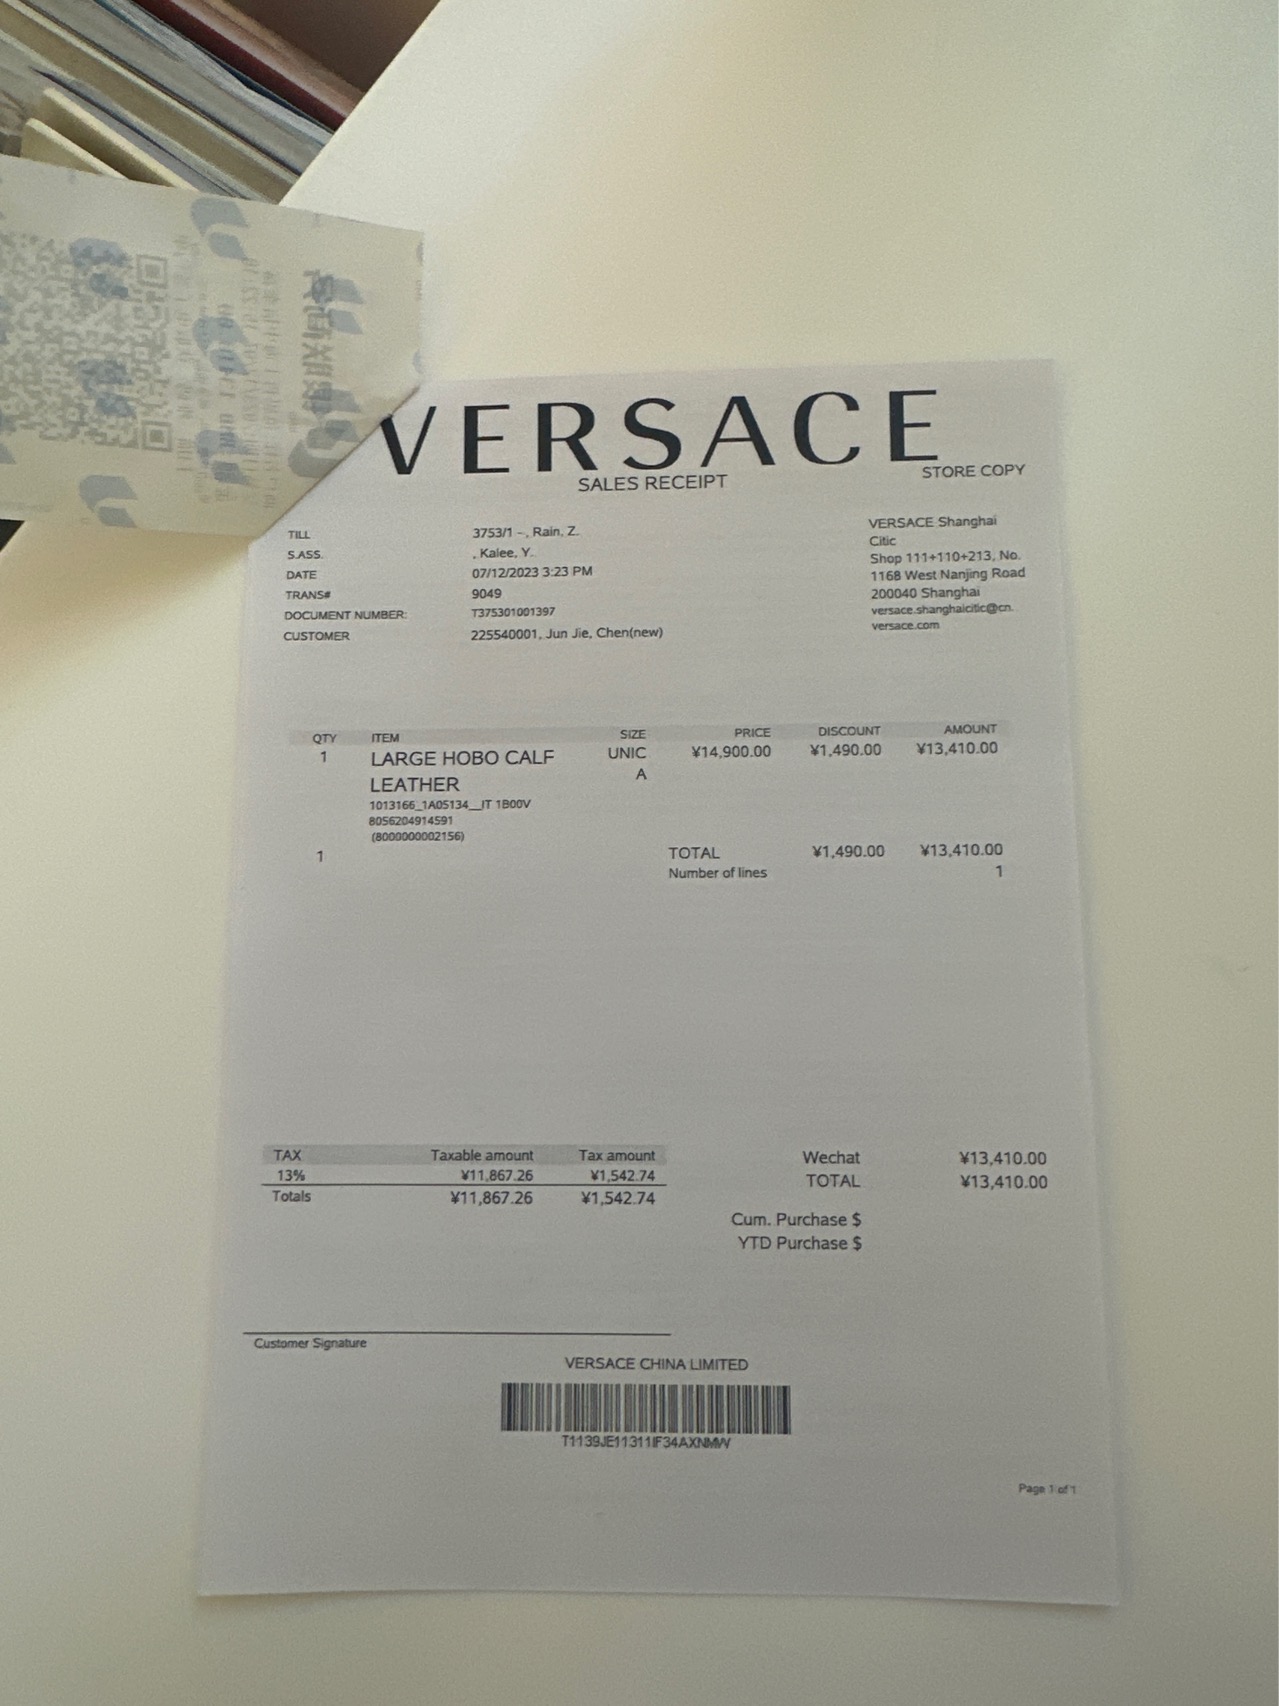 VERSACE
SALES RECEIPT
STORE COPY
TILL 3753/1 -, Rain, Z.
S.ASS. , Kalee, Y.
DATE 07/12/2023 3:23 PM
TRANS# 9049
DOCUMENT NUMBER: T375301001397
CUSTOMER 225540001, Jun Jie, Chen(new)
VERSACE Shanghai
Citic
Shop 111+110+213, No.
1168 West Nanjing Road
200040 Shanghai
versace.shanghaicitic@cn.
versace.com
QTY ITEM SIZE PRICE DISCOUNT AMOUNT
1 LARGE HOBO CALF UNIC ¥14,900.00 ¥1,490.00 ¥13,410.00
LEATHER A
1013166_1A05134__IT 1B00V
8056204914591
(8000000002156)
1 TOTAL ¥1,490.00 ¥13,410.00
Number of lines 1
TAX Taxable amount Tax amount
13% ¥11,867.26 ¥1,542.74
Totals ¥11,867.26 ¥1,542.74
Wechat ¥13,410.00
TOTAL ¥13,410.00
Cum. Purchase $
YTD Purchase $
Customer Signature
VERSACE CHINA LIMITED
T1139JE11311IF34AXNMW
Page 1 of 1